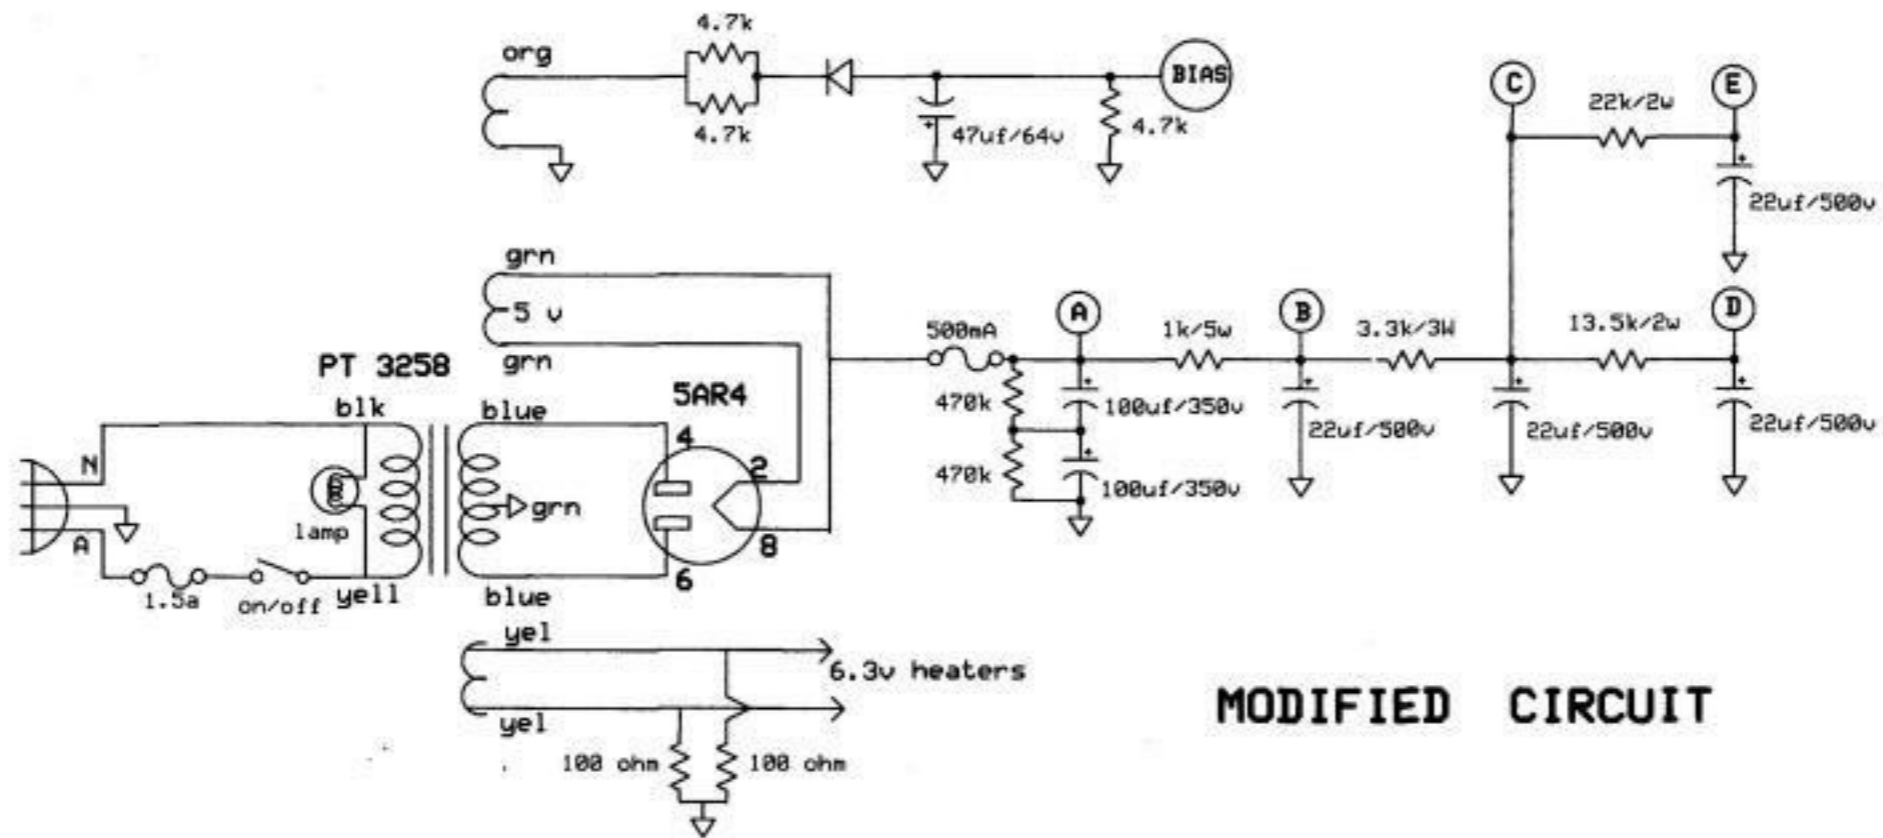 4.7k
org
BIAS
4.7k
47uf/64v
4.7k
C
E
22k/2w
22uf/500v
grn
5 v
grn
500mA
A
1k/5w
B
3.3k/3W
13.5k/2w
D
PT 3258
5AR4
blk
blue
470k
100uf/350v
22uf/500v
22uf/500v
22uf/500v
4
N
2
470k
100uf/350v
grn
lamp
A
8
6
1.5a
on/off
yell
blue
yel
6.3v heaters
yel
100 ohm
100 ohm
MODIFIED CIRCUIT